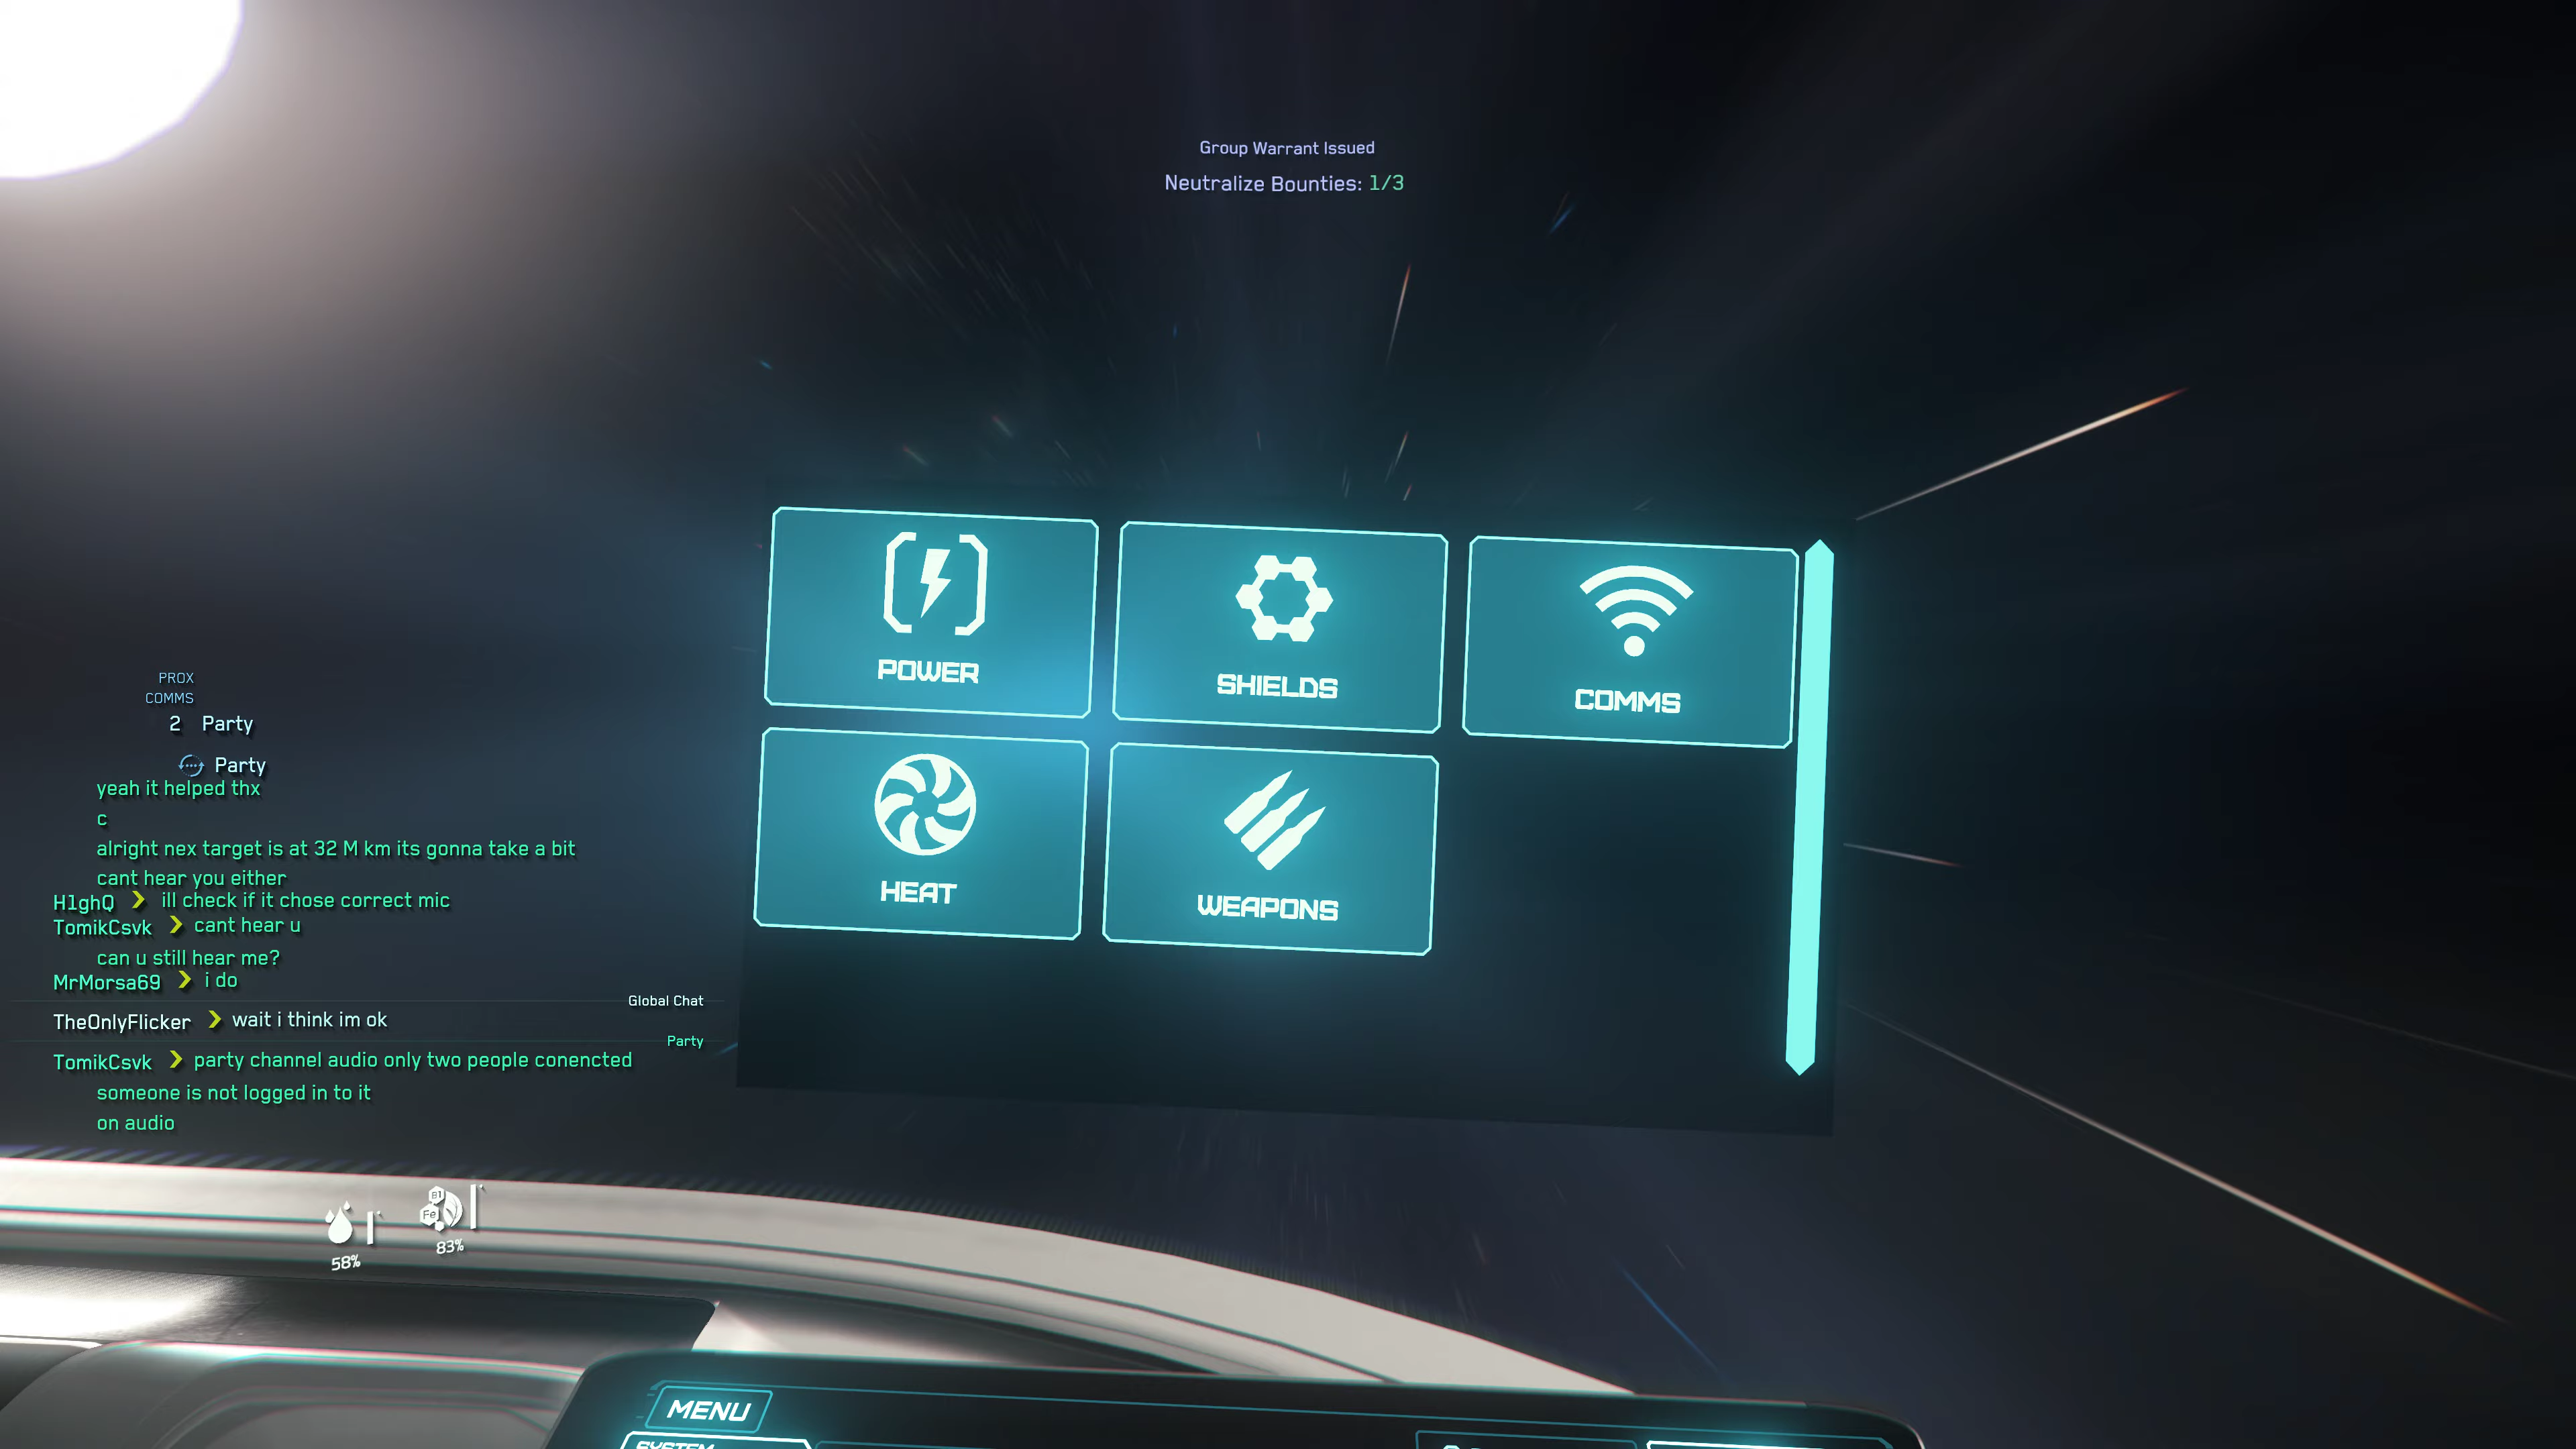 Group Warrant Issued
Neutralize Bounties: 1/3
POWER
SHIELDS
COMMS
HEAT
WEAPONS
PROX
COMMS
2 Party
Party
yeah it helped thx
c
alright nex target is at 32 M km its gonna take a bit
cant hear you either
H1ghQ > ill check if it chose correct mic
TomikCsvk > cant hear u
can u still hear me?
MrMorsa69 > i do
Global Chat
TheOnlyFlicker > wait i think im ok
Party
TomikCsvk > party channel audio only two people conencted
someone is not logged in to it
on audio
B1
Fe
58%
83%
MENU
SYSTEM